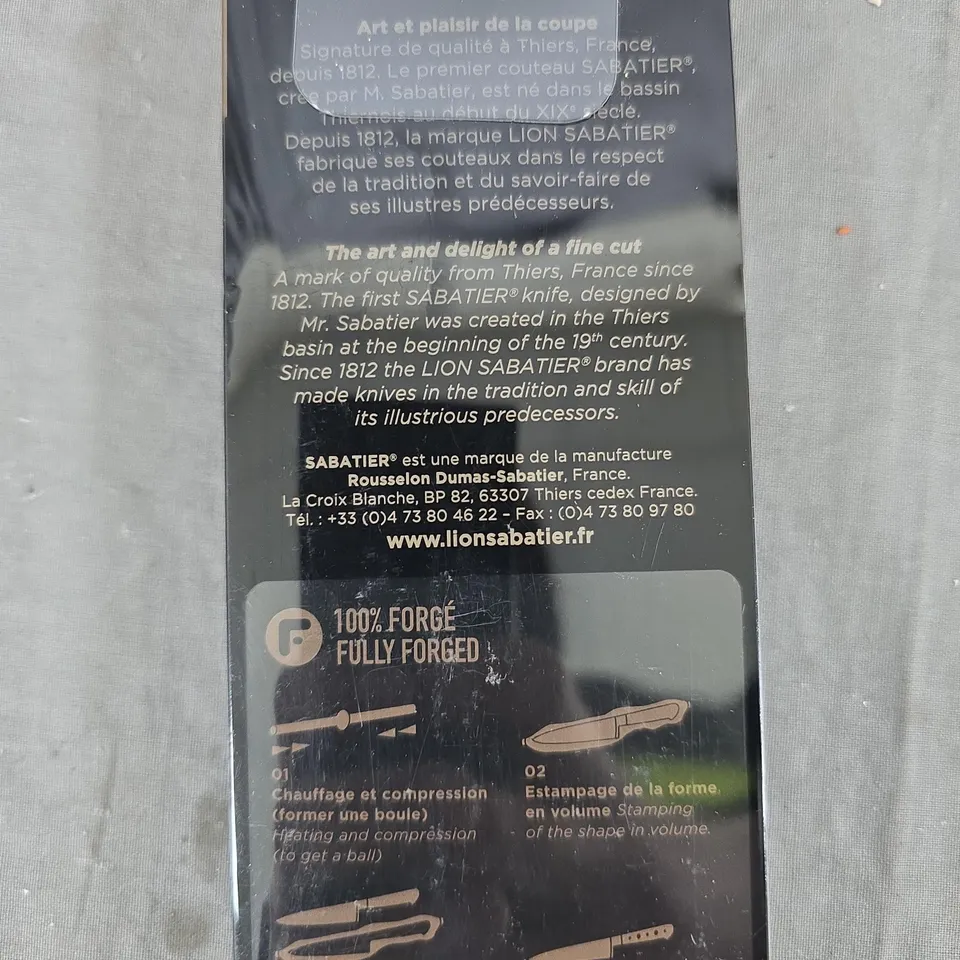 Art et plaisir de la coupe
Signature de qualité à Thiers, France,
depuis 1812. Le premier couteau SABATIER®,
créé par M. Sabatier, est né dans le bassin
Thiernois au début du XIXe siècle.
Depuis 1812, la marque LION SABATIER®
fabrique ses couteaux dans le respect
de la tradition et du savoir-faire de
ses illustres prédécesseurs.
The art and delight of a fine cut
A mark of quality from Thiers, France since
1812. The first SABATIER® knife, designed by
Mr. Sabatier was created in the Thiers
basin at the beginning of the 19th century.
Since 1812 the LION SABATIER® brand has
made knives in the tradition and skill of
its illustrious predecessors.
SABATIER® est une marque de la manufacture
Rousselon Dumas-Sabatier, France.
La Croix Blanche, BP 82, 63307 Thiers cedex France.
Tél. : +33 (0)4 73 80 46 22 – Fax : (0)4 73 80 97 80
www.lionsabatier.fr
100% FORGÉ
FULLY FORGED
01
Chauffage et compression
(former une boule)
Heating and compression
(to get a ball)
02
Estampage de la forme
en volume Stamping
of the shape in volume.